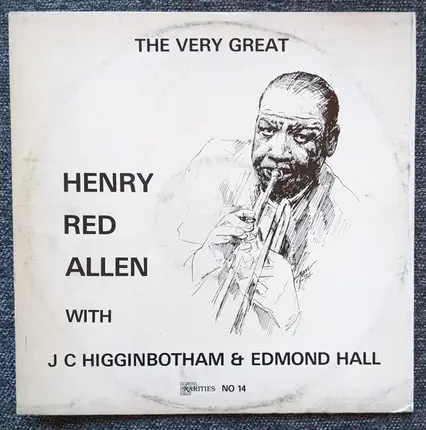 THE VERY GREAT
HENRY
RED
ALLEN
WITH
J C HIGGINBOTHAM & EDMOND HALL
RARITIES NO 14